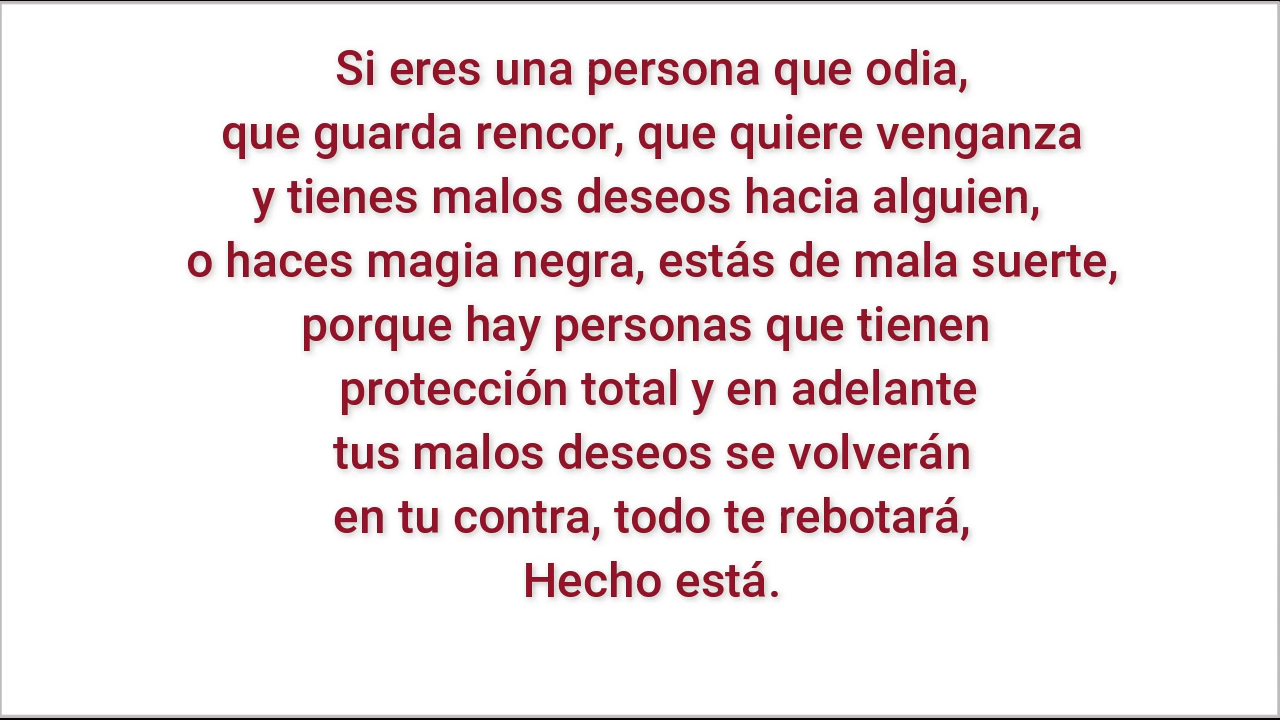 Si eres una persona que odia,
que guarda rencor, que quiere venganza
y tienes malos deseos hacia alguien,
o haces magia negra, estás de mala suerte,
porque hay personas que tienen
protección total y en adelante
tus malos deseos se volverán
en tu contra, todo te rebotará,
Hecho está.